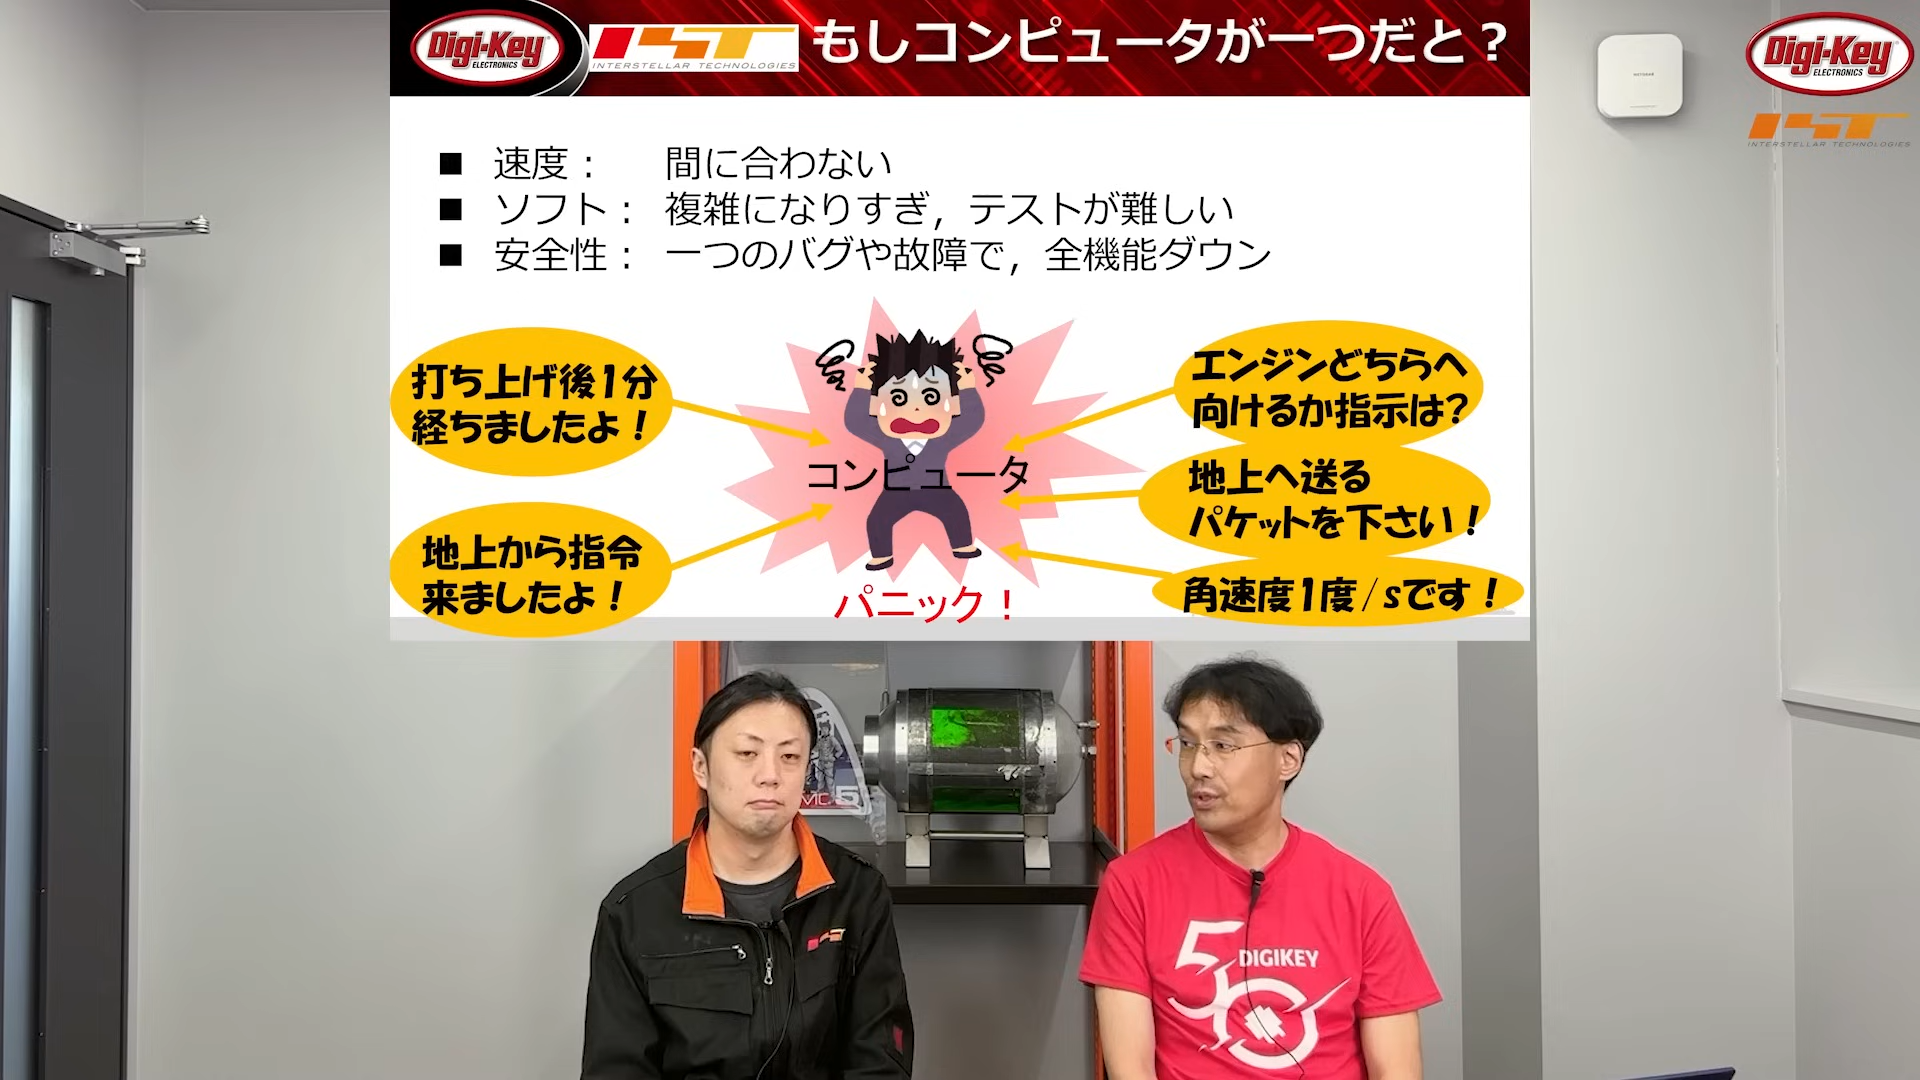 Digi-Key
ELECTRONICS
IST
INTERSTELLAR TECHNOLOGIES
もしコンピュータが一つだと？
■ 速度： 間に合わない
■ ソフト： 複雑になりすぎ，テストが難しい
■ 安全性： 一つのバグや故障で，全機能ダウン
打ち上げ後1分
経ちましたよ！
地上から指令
来ましたよ！
コンピュータ
パニック！
エンジンどちらへ
向けるか指示は？
地上へ送る
パケットを下さい！
角速度1度/sです！
NETGEAR
Digi-Key
ELECTRONICS
IST
INTERSTELLAR TECHNOLOGIES
5
IST
50
DIGIKEY